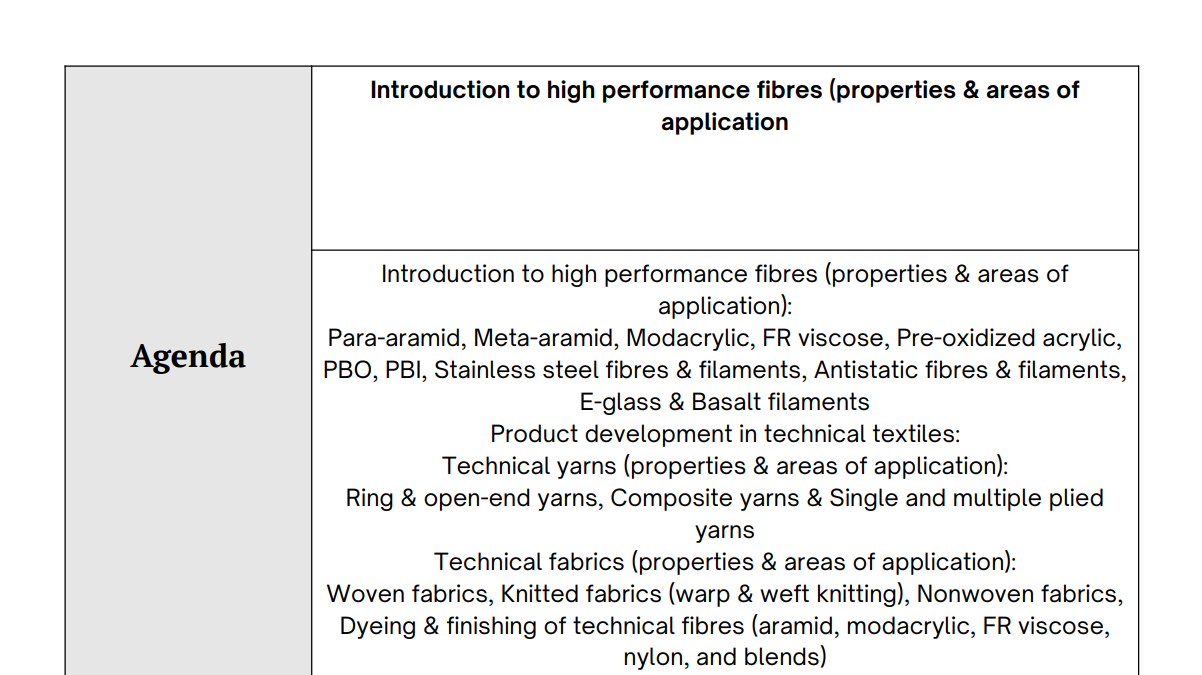 Agenda
Introduction to high performance fibres (properties & areas of
application
Introduction to high performance fibres (properties & areas of
application):
Para-aramid, Meta-aramid, Modacrylic, FR viscose, Pre-oxidized acrylic,
PBO, PBI, Stainless steel fibres & filaments, Antistatic fibres & filaments,
E-glass & Basalt filaments
Product development in technical textiles:
Technical yarns (properties & areas of application):
Ring & open-end yarns, Composite yarns & Single and multiple plied
yarns
Technical fabrics (properties & areas of application):
Woven fabrics, Knitted fabrics (warp & weft knitting), Nonwoven fabrics,
Dyeing & finishing of technical fibres (aramid, modacrylic, FR viscose,
nylon, and blends)